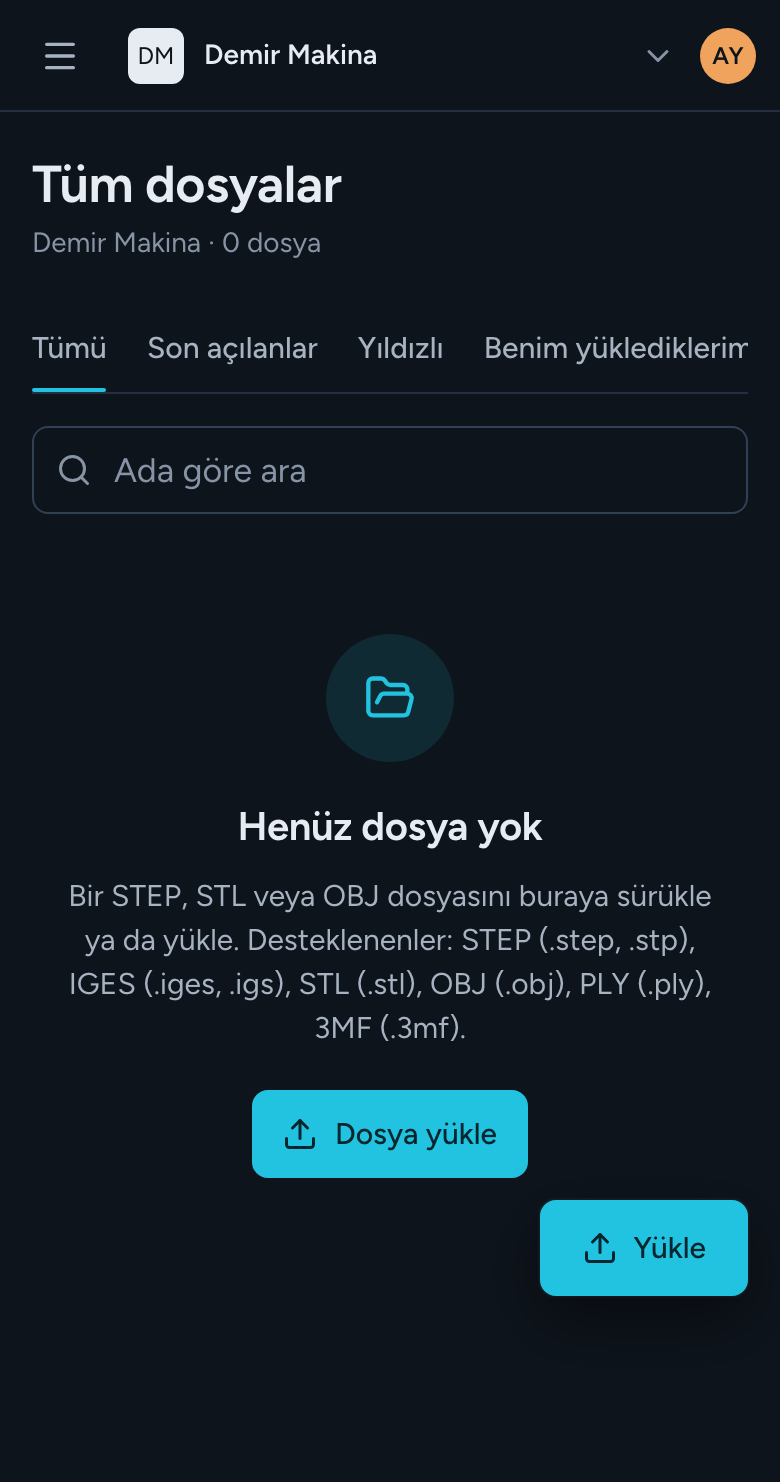 DM Demir Makina AY
Tüm dosyalar
Demir Makina · 0 dosya
Tümü Son açılanlar Yıldızlı Benim yüklediklerim
Ada göre ara
Henüz dosya yok
Bir STEP, STL veya OBJ dosyasını buraya sürükle
ya da yükle. Desteklenenler: STEP (.step, .stp),
IGES (.iges, .igs), STL (.stl), OBJ (.obj), PLY (.ply),
3MF (.3mf).
Dosya yükle
Yükle